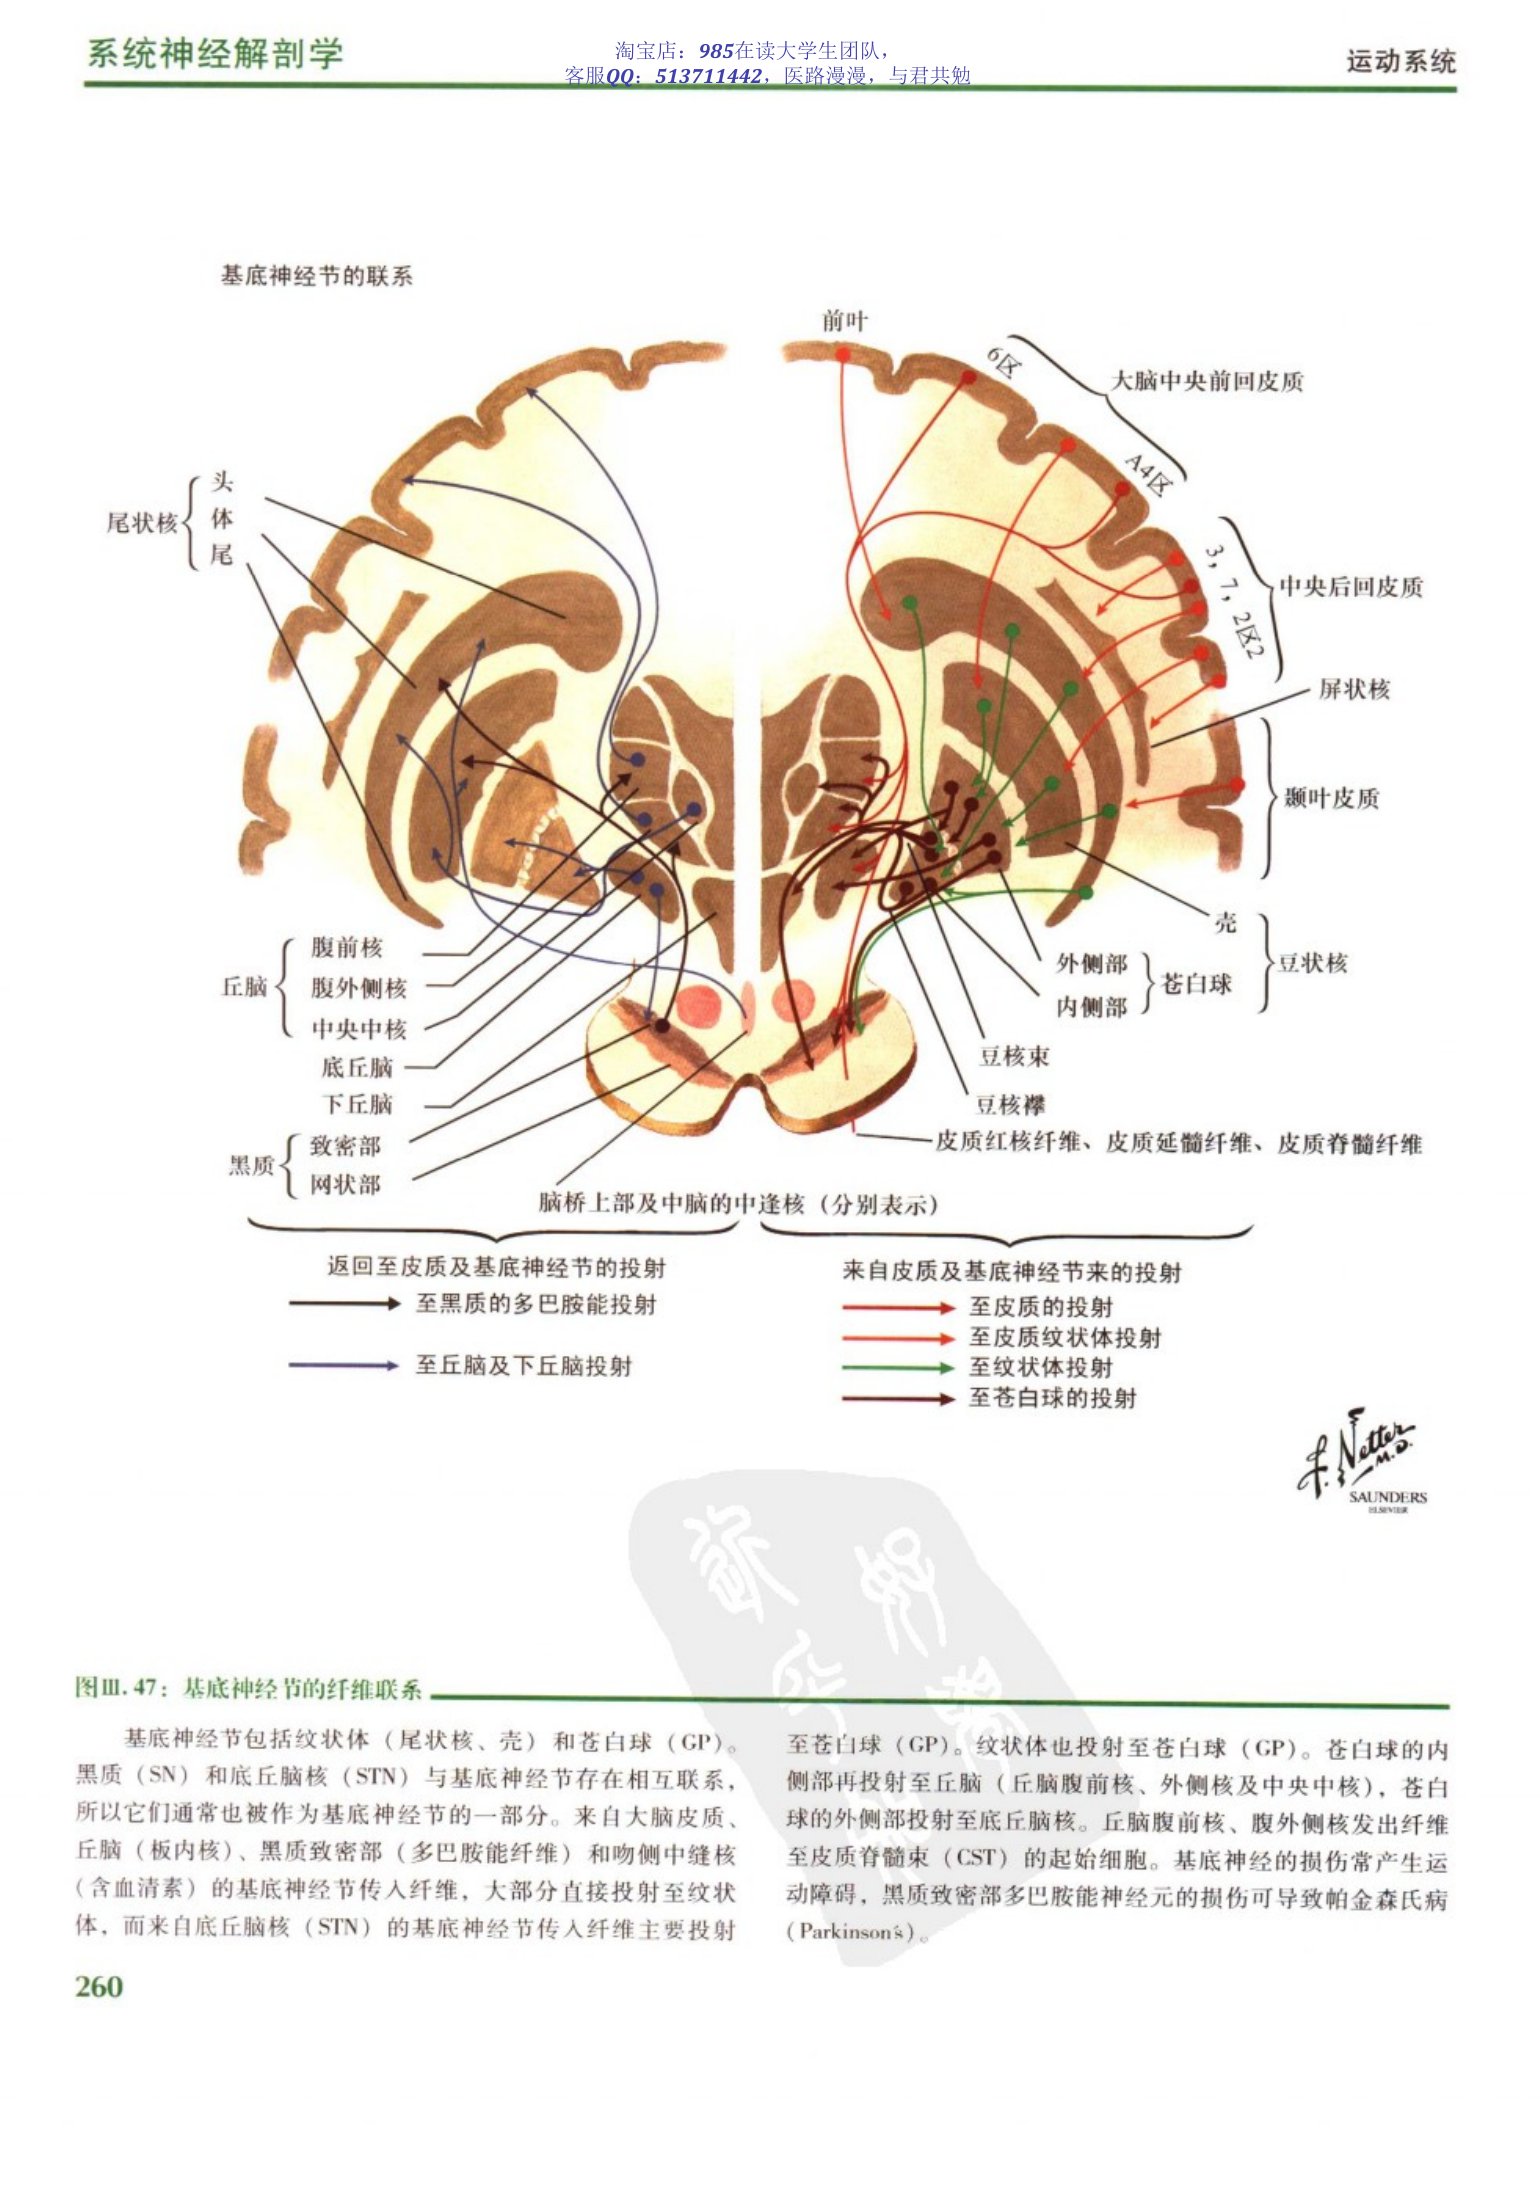 系统神经解剖学
淘宝店：985在读大学生团队，
客服QQ：513711442，医路漫漫，与君共勉
运动系统
基底神经节的联系
前叶
6区
大脑中央前回皮质
A4区
3，7，2区2
中央后回皮质
屏状核
颞叶皮质
尾状核
头
体
尾
壳
豆状核
外侧部
内侧部
苍白球
豆核束
豆核襻
皮质红核纤维、皮质延髓纤维、皮质脊髓纤维
丘脑
腹前核
腹外侧核
中央中核
底丘脑
下丘脑
黑质
致密部
网状部
脑桥上部及中脑的中逢核（分别表示）
返回至皮质及基底神经节的投射
至黑质的多巴胺能投射
至丘脑及下丘脑投射
来自皮质及基底神经节来的投射
至皮质的投射
至皮质纹状体投射
至纹状体投射
至苍白球的投射
F. Netter
M.D.
SAUNDERS
ELSEVIER
图Ⅲ.47：基底神经节的纤维联系
基底神经节包括纹状体（尾状核、壳）和苍白球（GP）。
黑质（SN）和底丘脑核（STN）与基底神经节存在相互联系，
所以它们通常也被作为基底神经节的一部分。来自大脑皮质、
丘脑（板内核）、黑质致密部（多巴胺能纤维）和吻侧中缝核
（含血清素）的基底神经节传入纤维，大部分直接投射至纹状
体，而来自底丘脑核（STN）的基底神经节传入纤维主要投射
至苍白球（GP）。纹状体也投射至苍白球（GP）。苍白球的内
侧部再投射至丘脑（丘脑腹前核、外侧核及中央中核），苍白
球的外侧部投射至底丘脑核。丘脑腹前核、腹外侧核发出纤维
至皮质脊髓束（CST）的起始细胞。基底神经的损伤常产生运
动障碍，黑质致密部多巴胺能神经元的损伤可导致帕金森氏病
（Parkinson's）。
260